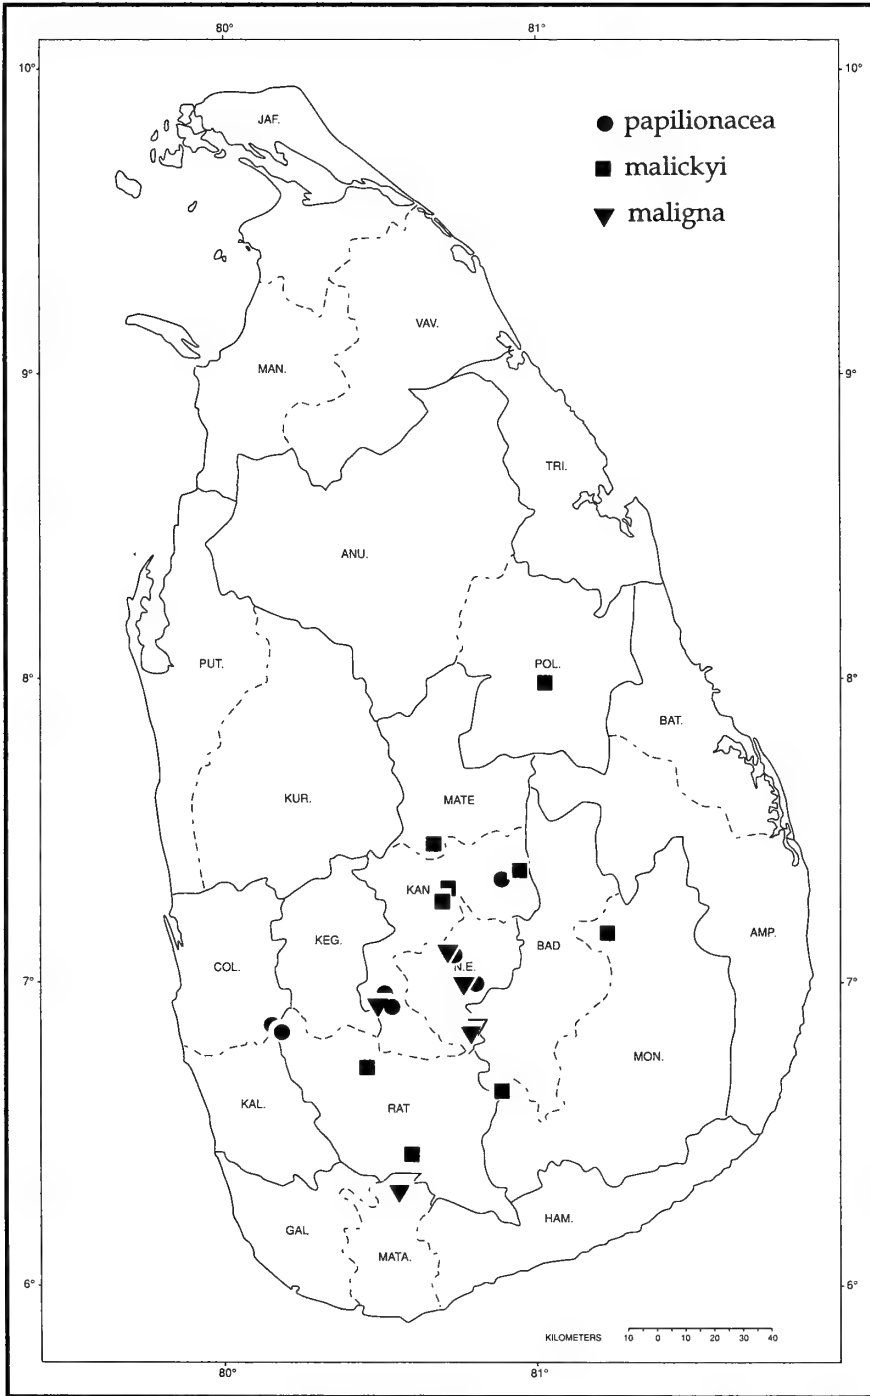 80° 81°
10° 10°
JAF.
papilionacea
malickyi
maligna
VAV.
MAN.
9° 9°
TRI.
ANU.
PUT.
POL.
8° 8°
BAT.
KUR.
MATE
KAN
AMP.
KEG.
BAD
COL.
N.E.
7° 7°
MON.
KAL.
RAT
HAM.
GAL
MATA.
6° 6°
KILOMETERS 10 0 10 20 30 40
80° 81°